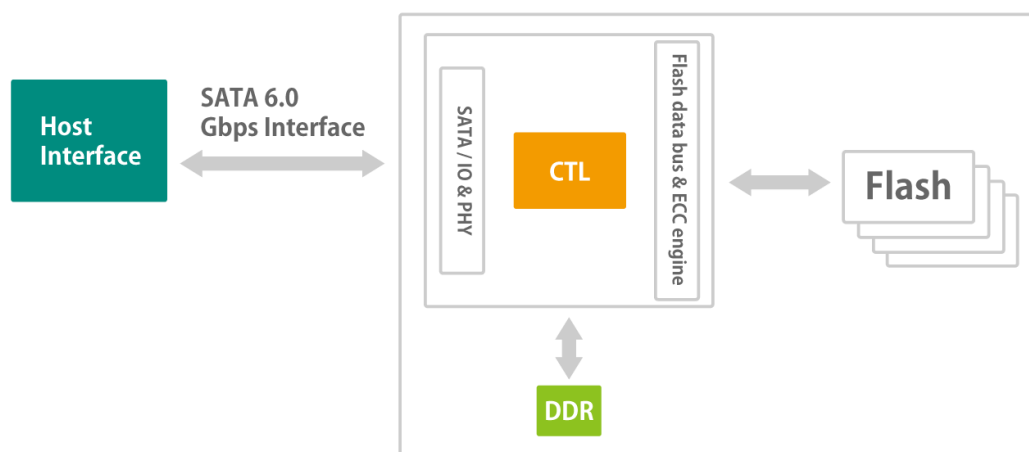 Host
Interface
SATA 6.0
Gbps Interface
SATA / IO & PHY
CTL
Flash data bus & ECC engine
Flash
DDR